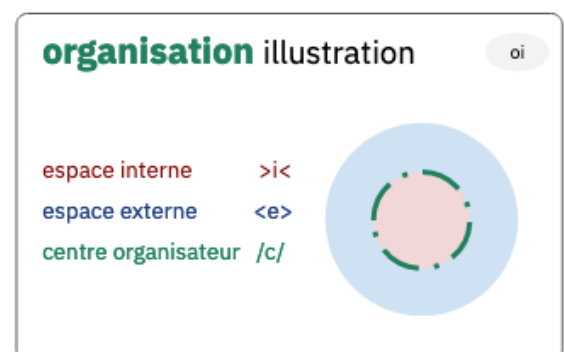 organisation illustration oi
espace interne >i<
espace externe <e>
centre organisateur /c/